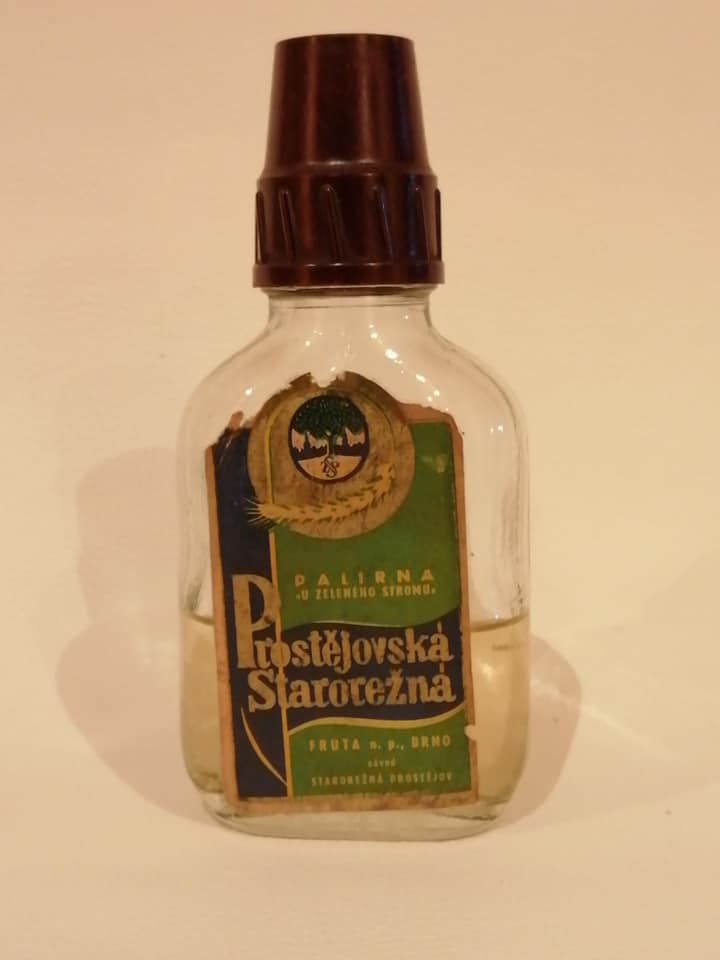 PALÍRNA
„U ZELENÉHO STROMU“
Prostějovská
Starorežná
FRUTA n. p., BRNO
závod
STAROREŽNÁ PROSTĚJOV